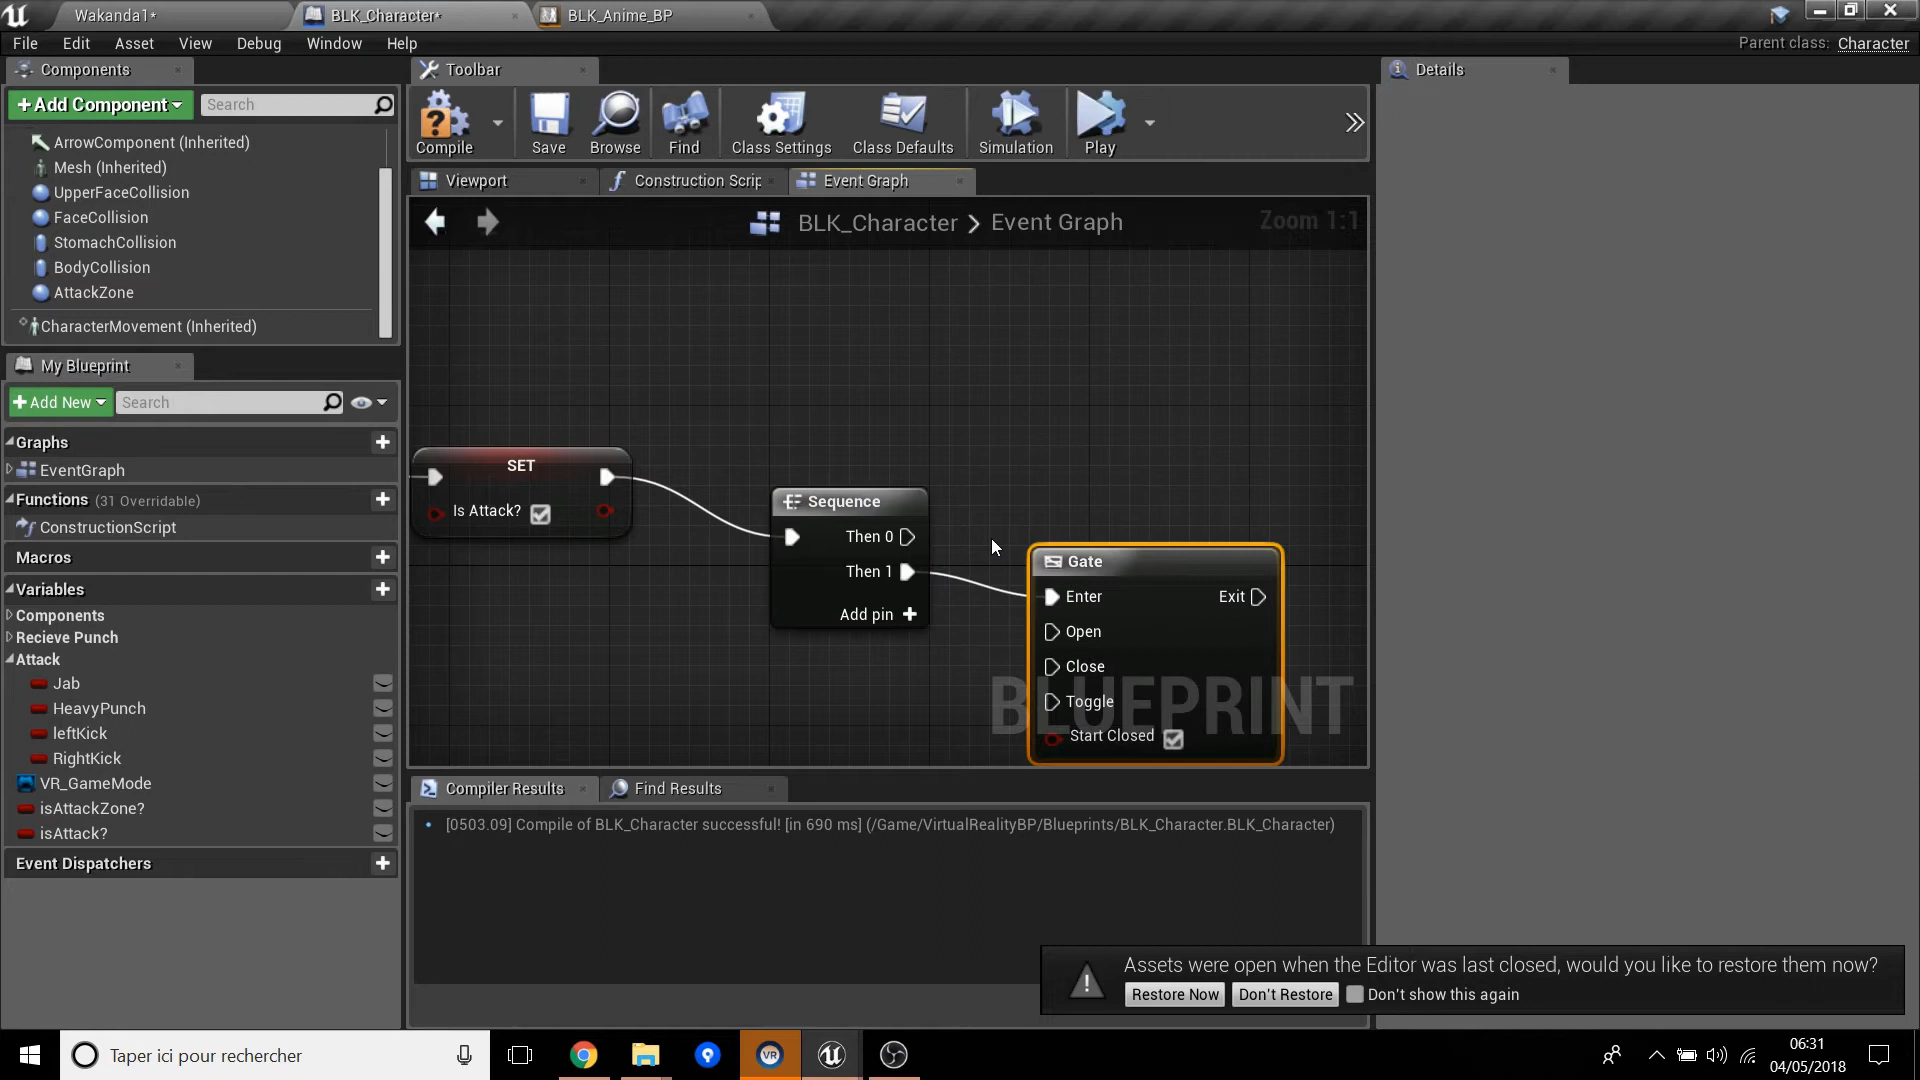 Wakanda1*
BLK_Character*
BLK_Anime_BP
File Edit Asset View Debug Window Help
Parent class: Character
Components
Toolbar
Details
+Add Component
Search
ArrowComponent (Inherited)
Mesh (Inherited)
UpperFaceCollision
FaceCollision
StomachCollision
BodyCollision
AttackZone
CharacterMovement (Inherited)
Compile
Save
Browse
Find
Class Settings
Class Defaults
Simulation
Play
Viewport
Construction Scrip
Event Graph
BLK_Character > Event Graph
Zoom 1:1
My Blueprint
+Add New
Search
Graphs
EventGraph
Functions (31 Overridable)
ConstructionScript
Macros
Variables
Components
Recieve Punch
Attack
Jab
HeavyPunch
leftKick
RightKick
VR_GameMode
isAttackZone?
isAttack?
Event Dispatchers
SET
Is Attack?
Sequence
Then 0
Then 1
Add pin +
Gate
Enter
Exit
Open
Close
Toggle
Start Closed
BLUEPRINT
Compiler Results
Find Results
[0503.09] Compile of BLK_Character successful! [in 690 ms] (/Game/VirtualRealityBP/Blueprints/BLK_Character.BLK_Character)
Assets were open when the Editor was last closed, would you like to restore them now?
Restore Now
Don't Restore
Don't show this again
Taper ici pour rechercher
VR
06:31
04/05/2018